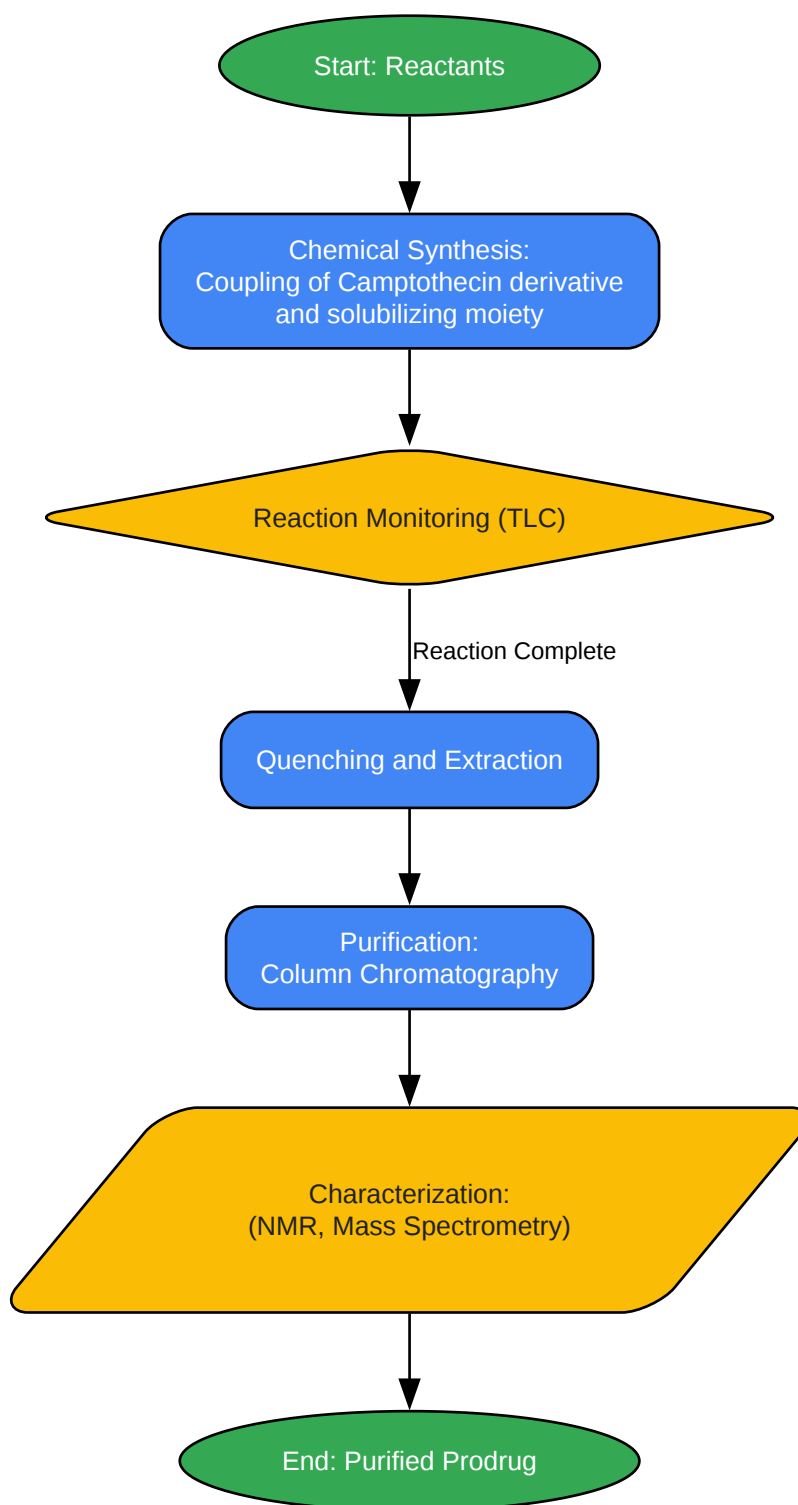 Start: Reactants
Chemical Synthesis:
Coupling of Camptothecin derivative
and solubilizing moiety
Reaction Monitoring (TLC)
Reaction Complete
Quenching and Extraction
Purification:
Column Chromatography
Characterization:
(NMR, Mass Spectrometry)
End: Purified Prodrug